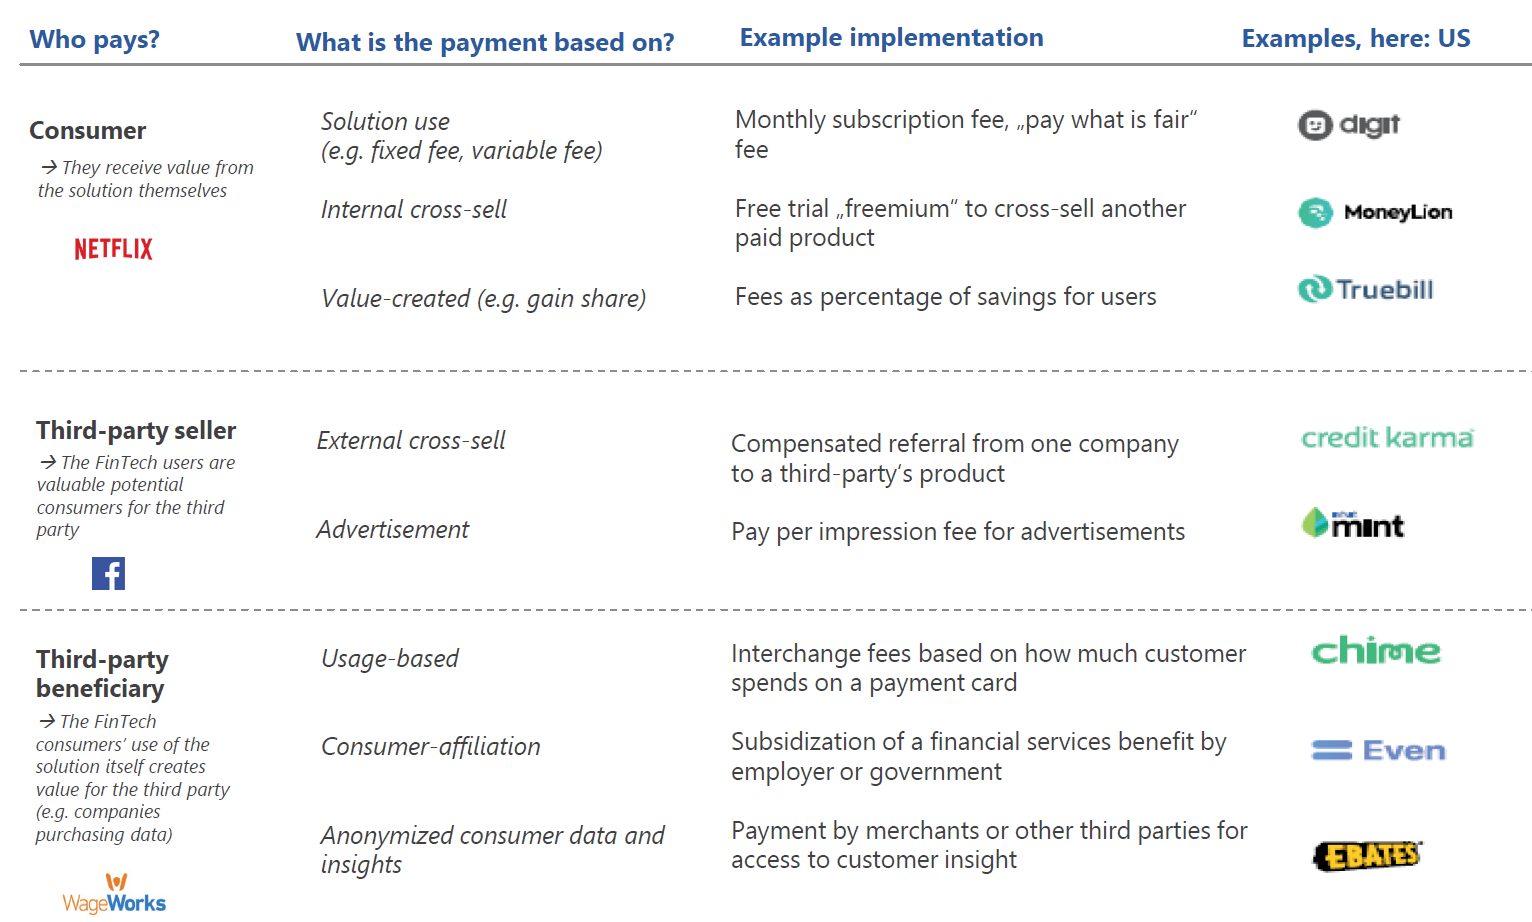 Who pays?
What is the payment based on?
Example implementation
Examples, here: US
Consumer
→ They receive value from
the solution themselves
NETFLIX
Solution use
(e.g. fixed fee, variable fee)
Monthly subscription fee, „pay what is fair“
fee
digit
Internal cross-sell
Free trial „freemium“ to cross-sell another
paid product
MoneyLion
Value-created (e.g. gain share)
Fees as percentage of savings for users
Truebill
Third-party seller
→ The FinTech users are
valuable potential
consumers for the third
party
External cross-sell
Compensated referral from one company
to a third-party‘s product
credit karma
Advertisement
Pay per impression fee for advertisements
mint
Third-party
beneficiary
→ The FinTech
consumers‘ use of the
solution itself creates
value for the third party
(e.g. companies
purchasing data)
WageWorks
Usage-based
Interchange fees based on how much customer
spends on a payment card
chime
Consumer-affiliation
Subsidization of a financial services benefit by
employer or government
Even
Anonymized consumer data and
insights
Payment by merchants or other third parties for
access to customer insight
EBATES